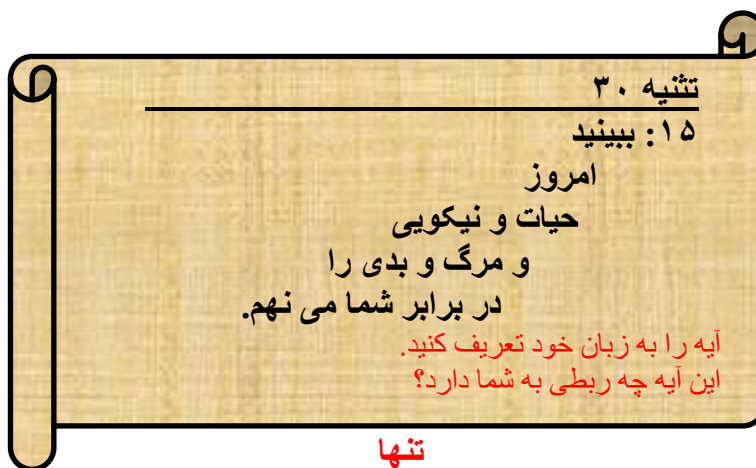 تثنیه ۳۰
۱۵: ببینید
امروز
حیات و نیکویی
و مرگ و بدی را
در برابر شما می نهم.
آیه را به زبان خود تعریف کنید.
این آیه چه ربطی به شما دارد؟
تنها